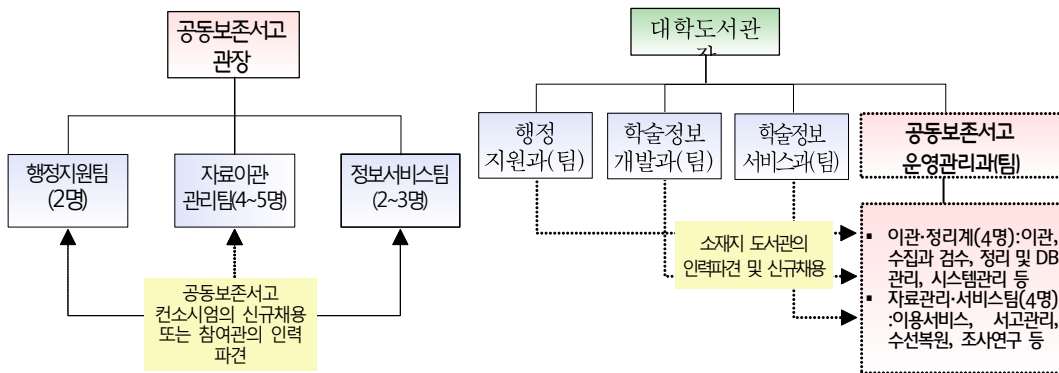 공동보존서고
관장
행정지원팀
(2명)
자료이관·
관리팀(4~5명)
정보서비스팀
(2~3명)
공동보존서고
컨소시엄의 신규채용
또는 참여관의 인력
파견
대학도서관
장
행정
지원과(팀)
학술정보
개발과(팀)
학술정보
서비스과(팀)
공동보존서고
운영관리과(팀)
소재지 도서관의
인력파견 및 신규채용
▪ 이관·정리계(4명):이관,
수집과 검수, 정리 및 DB
관리, 시스템관리 등
▪ 자료관리·서비스팀(4명)
:이용서비스, 서고관리,
수선복원, 조사연구 등